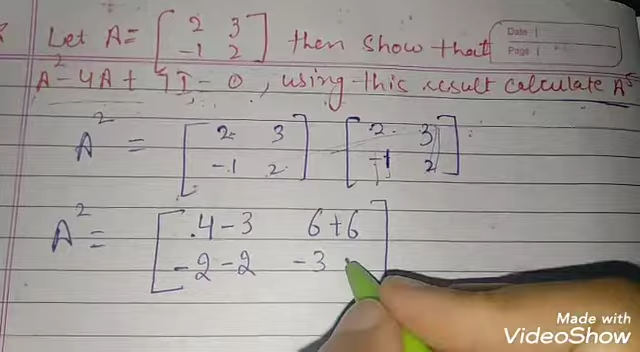 Let A = [ 2 3
-1 2 ] then show that
Date
Page
A² - 4A + 7I - 0, using this result calculate A⁵
A² = [ 2 3
-1 2 ] [ 2 3
-1 2 ]
A² = [ 4-3 6+6
-2-2 -3
Made with
VideoShow